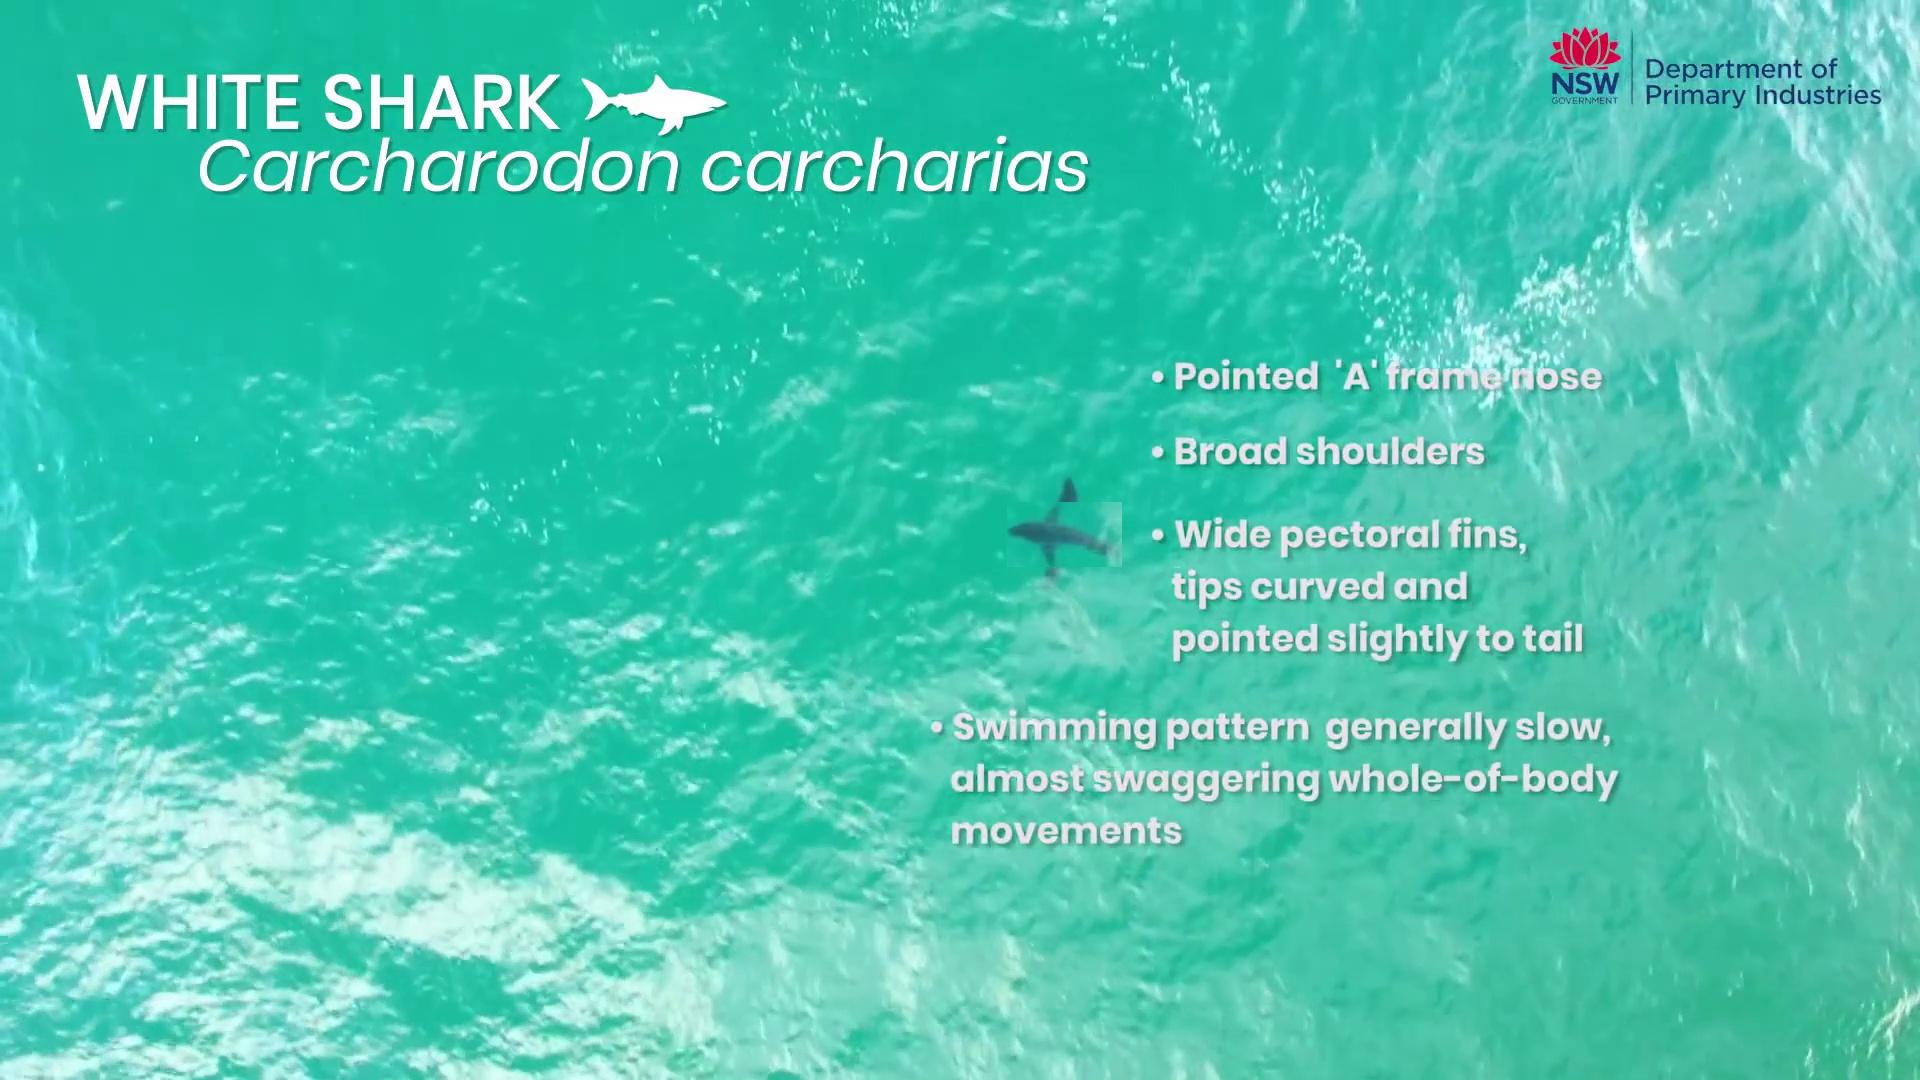 WHITE SHARK
Carcharodon carcharias
NSW
GOVERNMENT
Department of
Primary Industries
• Pointed 'A' frame nose
• Broad shoulders
• Wide pectoral fins,
tips curved and
pointed slightly to tail
• Swimming pattern generally slow,
almost swaggering whole-of-body
movements